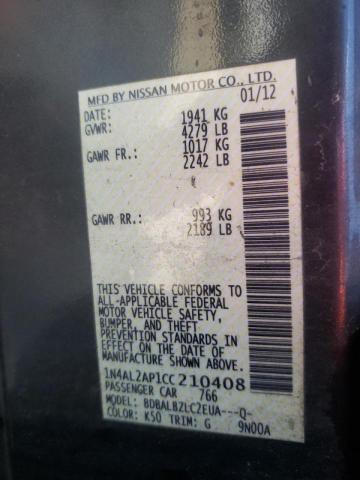 MFD BY NISSAN MOTOR CO., LTD.
01/12
DATE: 1941 KG
GVWR: 4279 LB
GAWR FR.: 1017 KG
2242 LB
GAWR RR.: 993 KG
2189 LB
THIS VEHICLE CONFORMS TO
ALL-APPLICABLE FEDERAL
MOTOR VEHICLE SAFETY,
BUMPER, AND THEFT
PREVENTION STANDARDS IN
EFFECT ON THE DATE OF
MANUFACTURE SHOWN ABOVE.
1N4AL2AP1CC210408
PASSENGER CAR 766
MODEL: BDBALBZLC2EUA---Q-
COLOR: K50 TRIM: G 9N00A